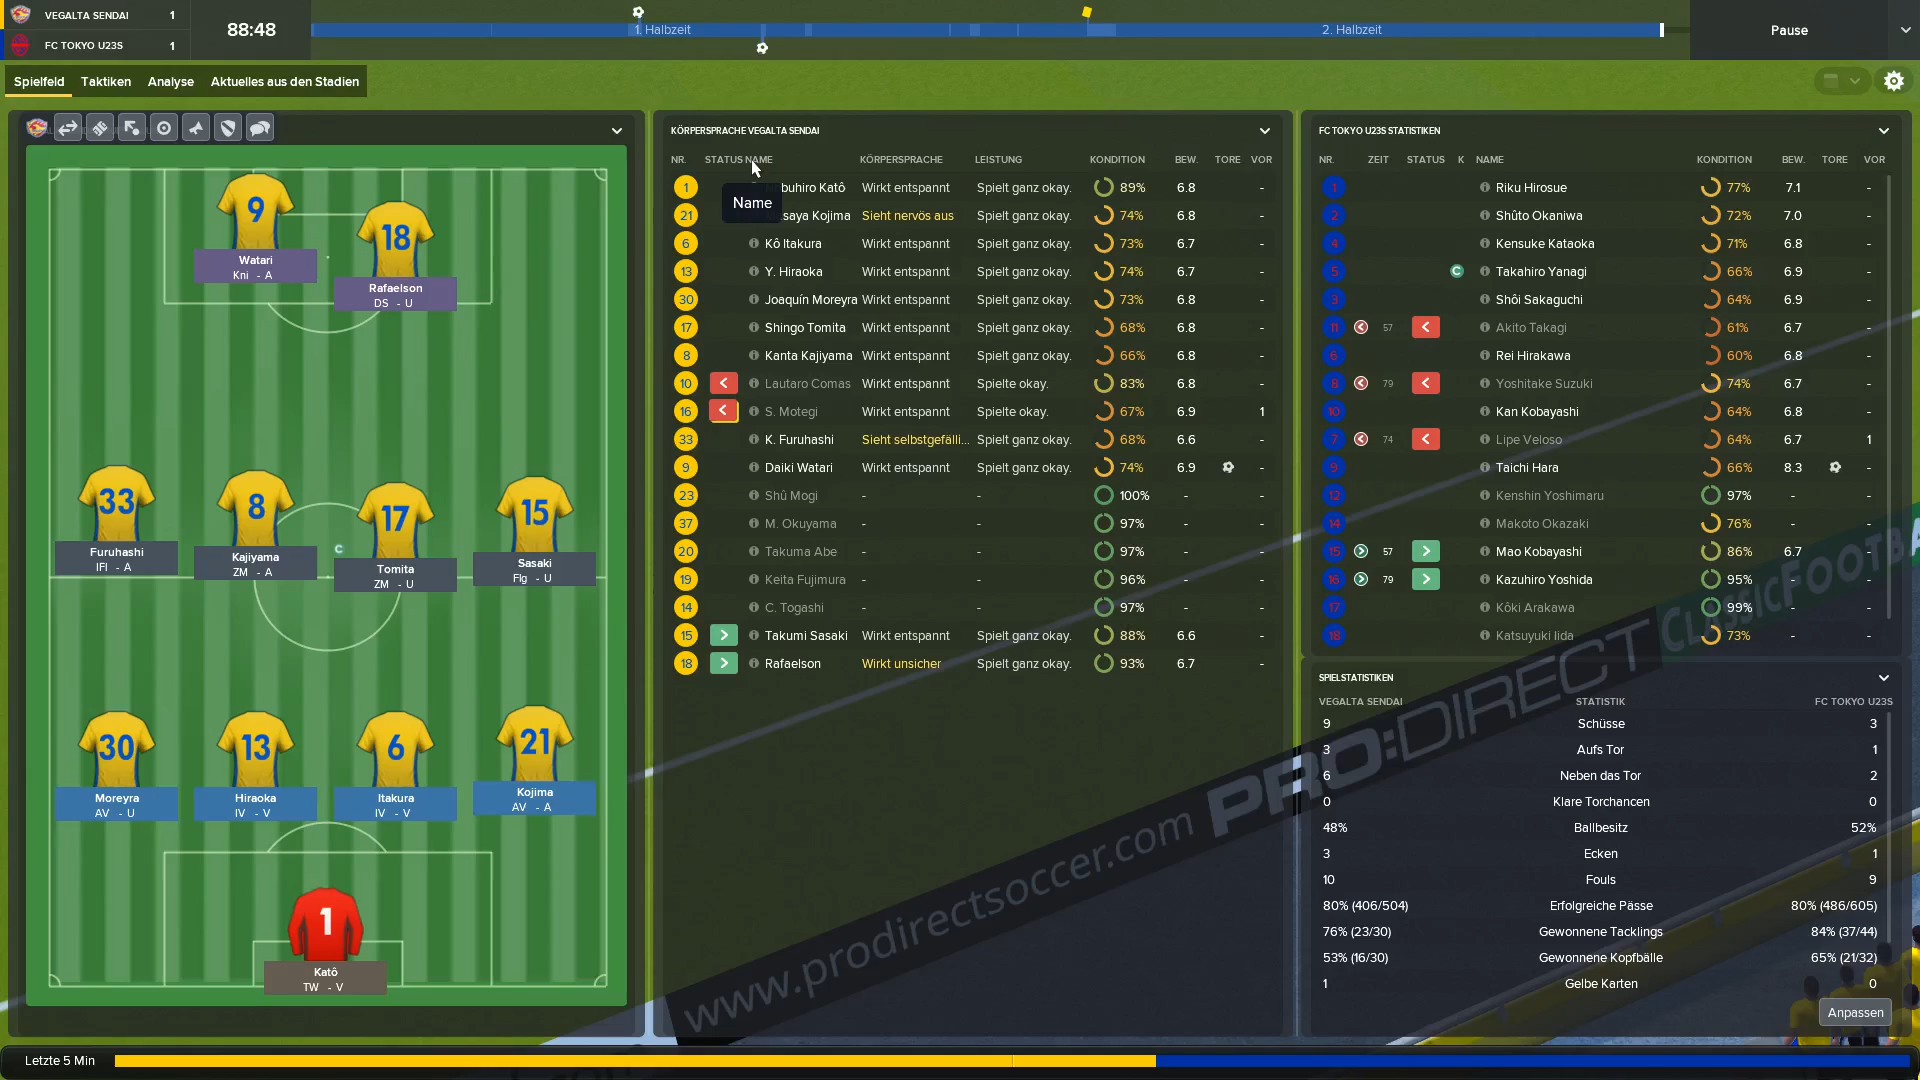 VEGALTA SENDAI 1
FC TOKYO U23S 1
88:48
1. Halbzeit
2. Halbzeit
Pause
Spielfeld Taktiken Analyse Aktuelles aus den Stadien
9
Watari
Kni - A
18
Rafaelson
DS - U
33
Furuhashi
IFl - A
8
Kajiyama
ZM - A
C
17
Tomita
ZM - U
15
Sasaki
Flg - U
30
Moreyra
AV - U
13
Hiraoka
IV - V
6
Itakura
IV - V
21
Kojima
AV - A
1
Katô
TW - V
KÖRPERSPRACHE VEGALTA SENDAI
NR. STATUS NAME KÖRPERSPRACHE LEISTUNG KONDITION BEW. TORE VOR
Name
1 buhiro Katô Wirkt entspannt Spielt ganz okay. 89% 6.8 -
21 saya Kojima Sieht nervös aus Spielt ganz okay. 74% 6.8 -
6 Kô Itakura Wirkt entspannt Spielt ganz okay. 73% 6.7 -
13 Y. Hiraoka Wirkt entspannt Spielt ganz okay. 74% 6.7 -
30 Joaquín Moreyra Wirkt entspannt Spielt ganz okay. 73% 6.8 -
17 Shingo Tomita Wirkt entspannt Spielt ganz okay. 68% 6.8 -
8 Kanta Kajiyama Wirkt entspannt Spielt ganz okay. 66% 6.8 -
10 Lautaro Comas Wirkt entspannt Spielte okay. 83% 6.8 -
16 S. Motegi Wirkt entspannt Spielte okay. 67% 6.9 1
33 K. Furuhashi Sieht selbstgefälli... Spielt ganz okay. 68% 6.6 -
9 Daiki Watari Wirkt entspannt Spielt ganz okay. 74% 6.9 -
23 Shû Mogi - - 100% - -
37 M. Okuyama - - 97% - -
20 Takuma Abe - - 97% - -
19 Keita Fujimura - - 96% - -
14 C. Togashi - - 97% - -
15 Takumi Sasaki Wirkt entspannt Spielt ganz okay. 88% 6.6 -
18 Rafaelson Wirkt unsicher Spielt ganz okay. 93% 6.7 -
FC TOKYO U23S STATISTIKEN
NR. ZEIT STATUS K NAME KONDITION BEW. TORE VOR
1 Riku Hirosue 77% 7.1 -
2 Shûto Okaniwa 72% 7.0 -
4 Kensuke Kataoka 71% 6.8 -
5 C Takahiro Yanagi 66% 6.9 -
3 Shôi Sakaguchi 64% 6.9 -
11 57 Akito Takagi 61% 6.7 -
6 Rei Hirakawa 60% 6.8 -
8 79 Yoshitake Suzuki 74% 6.7 -
10 Kan Kobayashi 64% 6.8 -
7 74 Lipe Veloso 64% 6.7 1
9 Taichi Hara 66% 8.3 -
12 Kenshin Yoshimaru 97% - -
14 Makoto Okazaki 76% - -
15 57 Mao Kobayashi 86% 6.7 -
16 79 Kazuhiro Yoshida 95% - -
17 Kôki Arakawa 99% - -
18 Katsuyuki Iida 73% - -
SPIELSTATISTIKEN
VEGALTA SENDAI STATISTIK FC TOKYO U23S
9 Schüsse 3
3 Aufs Tor 1
6 Neben das Tor 2
0 Klare Torchancen 0
48% Ballbesitz 52%
3 Ecken 1
10 Fouls 9
80% (406/504) Erfolgreiche Pässe 80% (486/605)
76% (23/30) Gewonnene Tacklings 84% (37/44)
53% (16/30) Gewonnene Kopfbälle 65% (21/32)
1 Gelbe Karten 0
Anpassen
www.prodirectsoccer.com PRO:DIRECT CLASSICFOOTBA
Letzte 5 Min